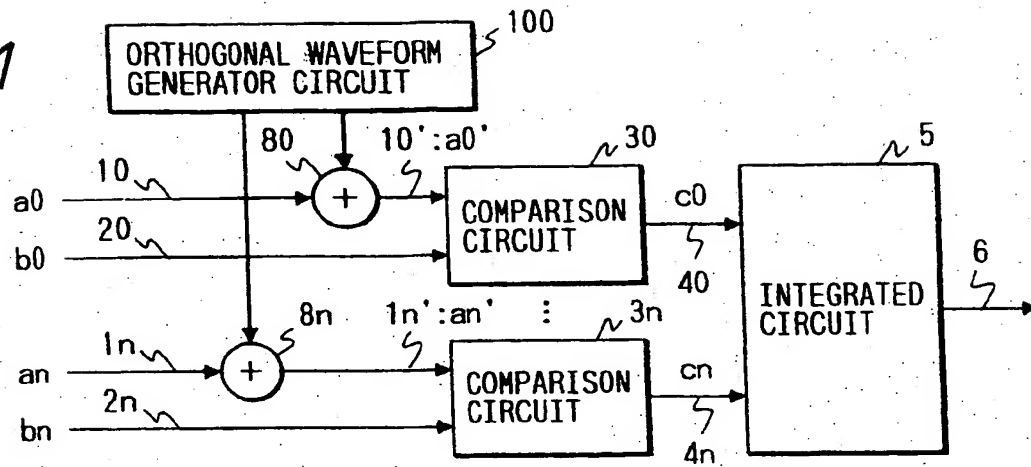 1
100
ORTHOGONAL WAVEFORM
GENERATOR CIRCUIT
80
10':a0'
30
5
10
a0
+
20
b0
COMPARISON
CIRCUIT
c0
40
6
INTEGRATED
CIRCUIT
8n
1n':an'
⋮
3n
1n
an
+
2n
bn
COMPARISON
CIRCUIT
cn
4n